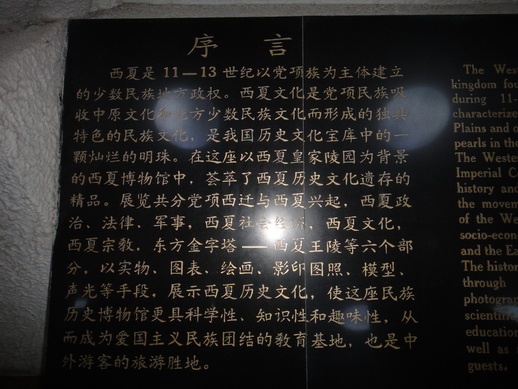 序 言
西夏是 11—13 世纪以党项族为主体建立
的少数民族地方政权。西夏文化是党项民族吸
收中原文化和地方少数民族文化而形成的独具
特色的民族文化，是我国历史文化宝库中的一
颗灿烂的明珠。在这座以西夏皇家陵园为背景
的西夏博物馆中，荟萃了西夏历史文化遗存的
精品。展览共分党项西迁与西夏兴起，西夏政
治、法律，军事，西夏社会经济，西夏文化，
西夏宗教，东方金字塔——西夏王陵等六个部
分，以实物、图表、绘画、影印图照、模型、
声光等手段，展示西夏历史文化，使这座民族
历史博物馆更具科学性、知识性和趣味性，从
而成为爱国主义民族团结的教育基地，也是中
外游客的旅游胜地。
The West
kingdom fou
during 11-
characterize
Plains and o
pearls in the
The Weste
Imperial C
history and
the movem
of the We
socio-econ
and the Ea
The histori
through
photograp
scientifi
education
well as
guests.